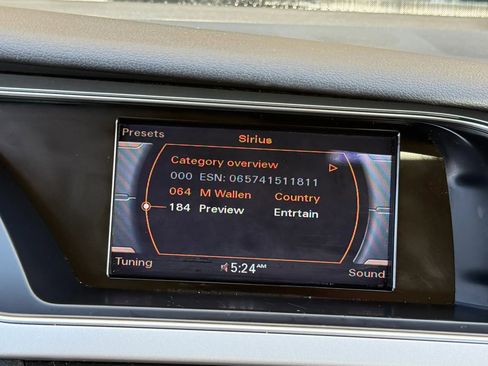 Presets
Sirius
Category overview
000 ESN: 065741511811
064 M Wallen Country
184 Preview Entrtain
Tuning
5:24AM
Sound